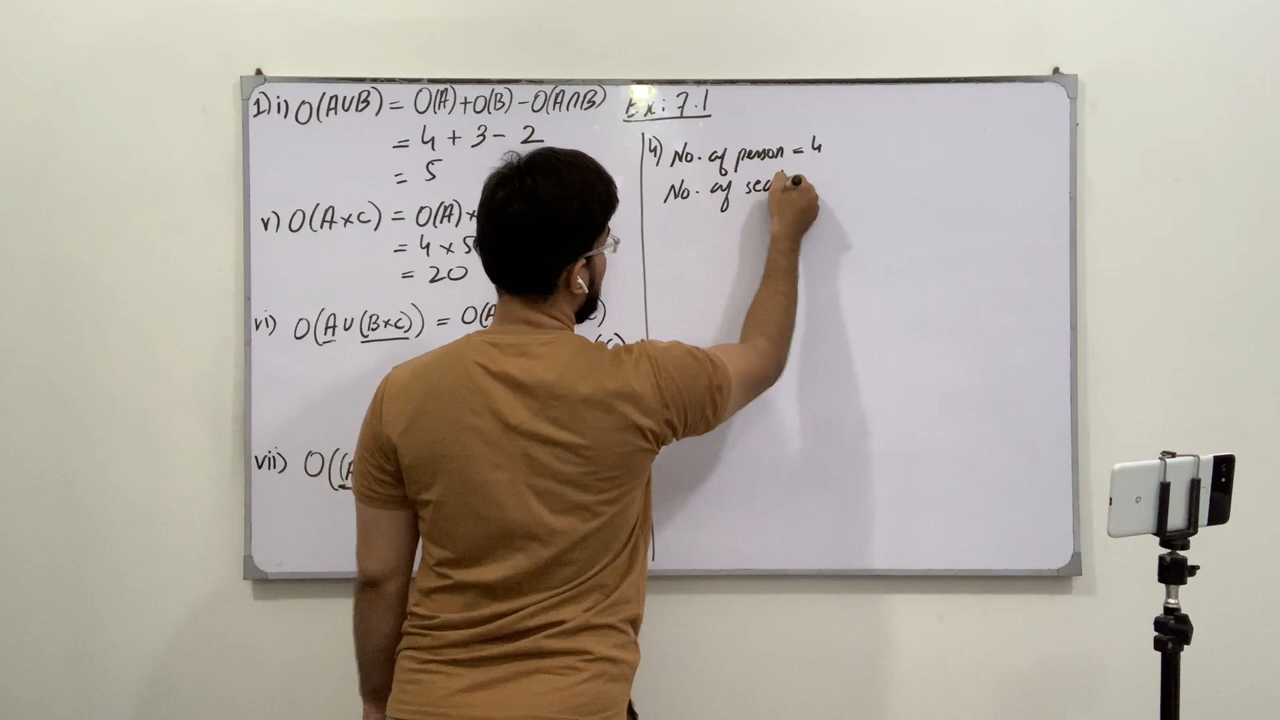 1) i) O(A∪B) = O(A)+O(B)-O(A∩B)
= 4 + 3 - 2
= 5
v) O(A×C) = O(A)×
= 4 × 5
= 20
vi) O(A∪(B×C)) = O(A
vii) O((A
Ex: 7.1
4) No. of person = 4
No. of sea
G